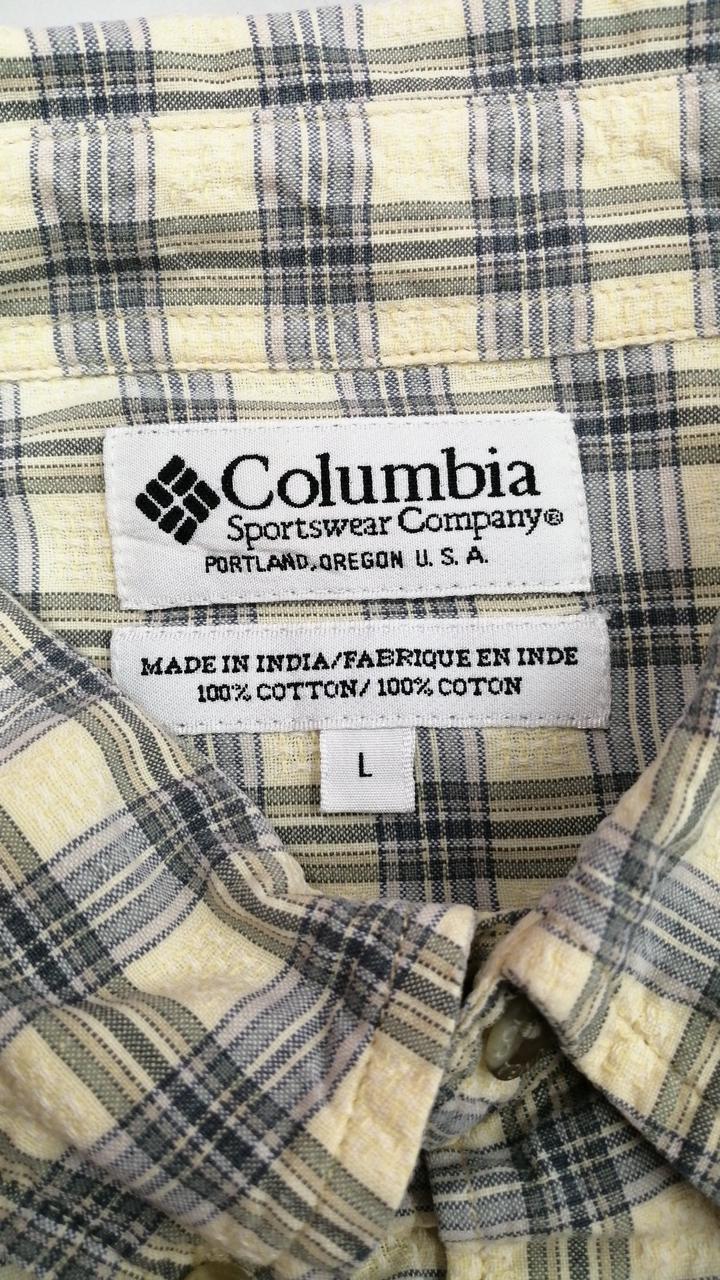 Columbia
Sportswear Company®
PORTLAND, OREGON U. S. A.
MADE IN INDIA/FABRIQUE EN INDE
100% COTTON/ 100% COTON
L